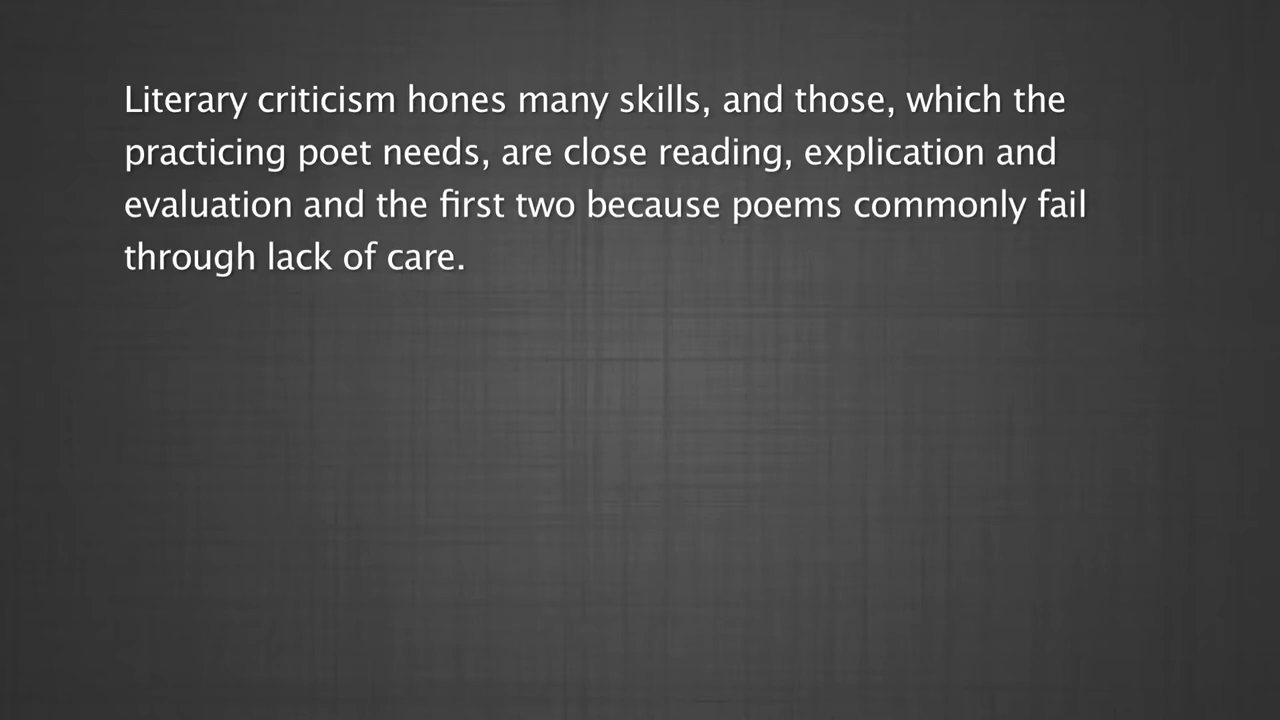 Literary criticism hones many skills, and those, which the
practicing poet needs, are close reading, explication and
evaluation and the first two because poems commonly fail
through lack of care.